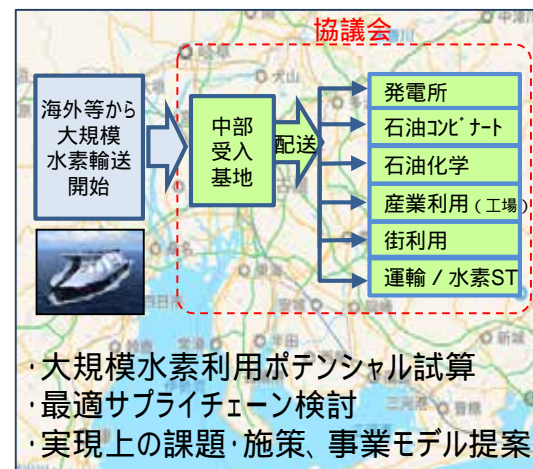 協議会
海外等から
大規模
水素輸送
開始
中部
受入
基地
配送
発電所
石油ｺﾝﾋﾞﾅｰﾄ
石油化学
産業利用(工場)
街利用
運輸/水素ST
・大規模水素利用ポテンシャル試算
・最適サプライチェーン検討
・実現上の課題・施策、事業モデル提案